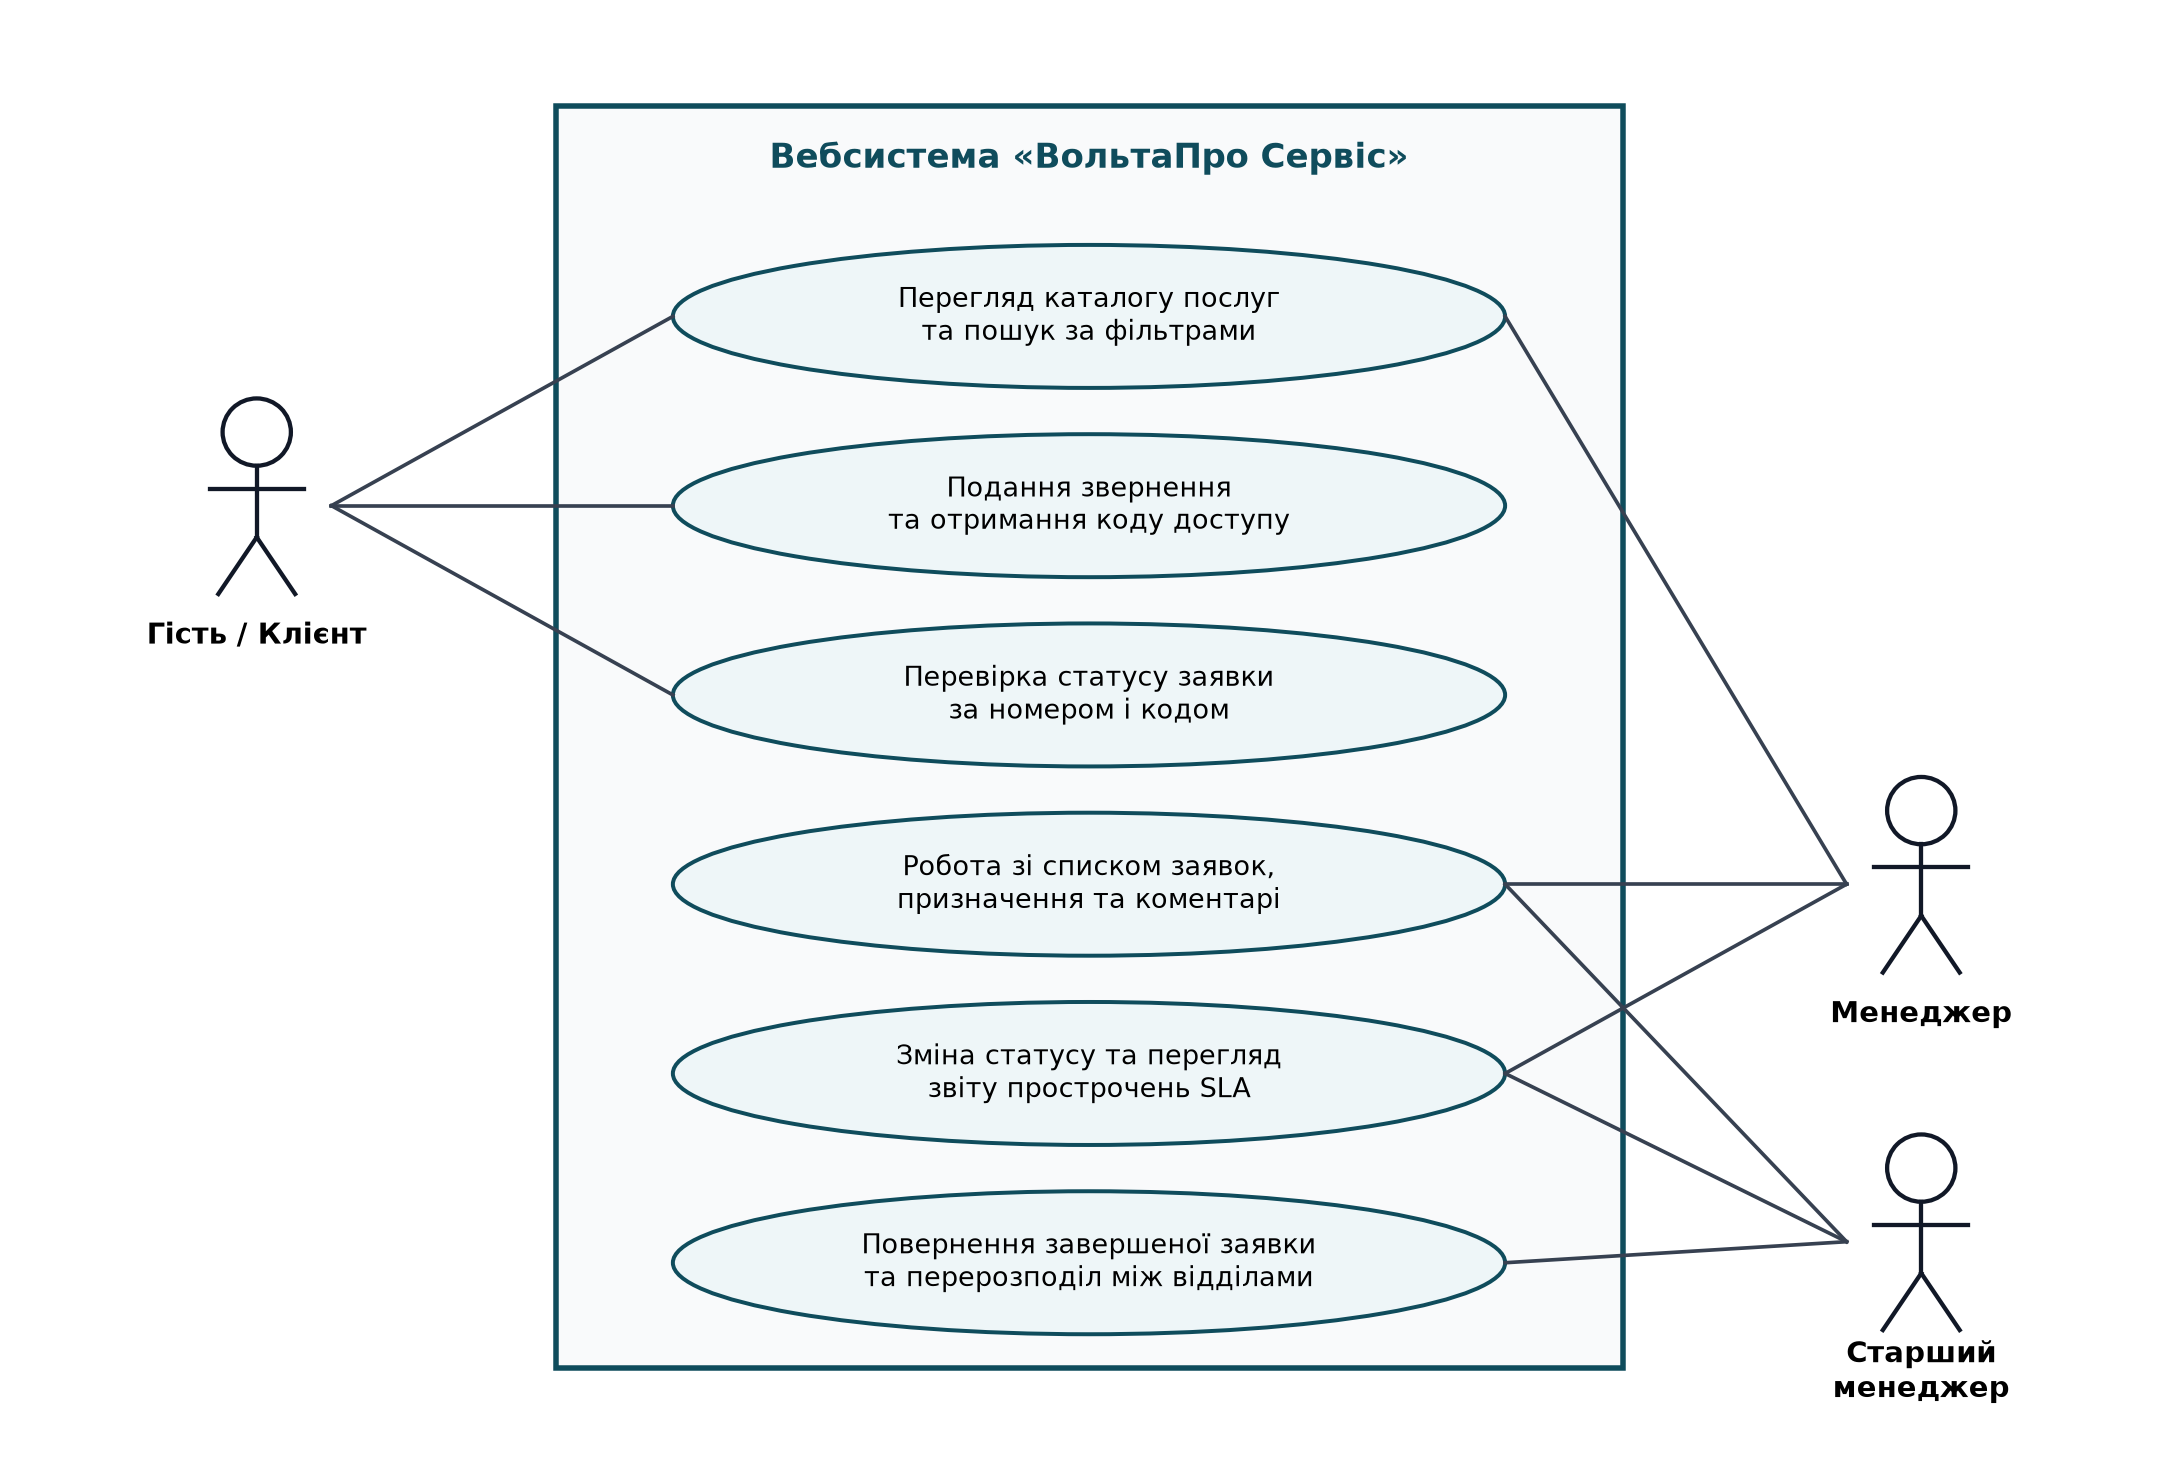 Вебсистема «ВольтаПро Сервіс»
Перегляд каталогу послуг
та пошук за фільтрами
Подання звернення
та отримання коду доступу
Гість / Клієнт
Перевірка статусу заявки
за номером і кодом
Робота зі списком заявок,
призначення та коментарі
Менеджер
Зміна статусу та перегляд
звіту прострочень SLA
Повернення завершеної заявки
та перерозподіл між відділами
Старший
менеджер